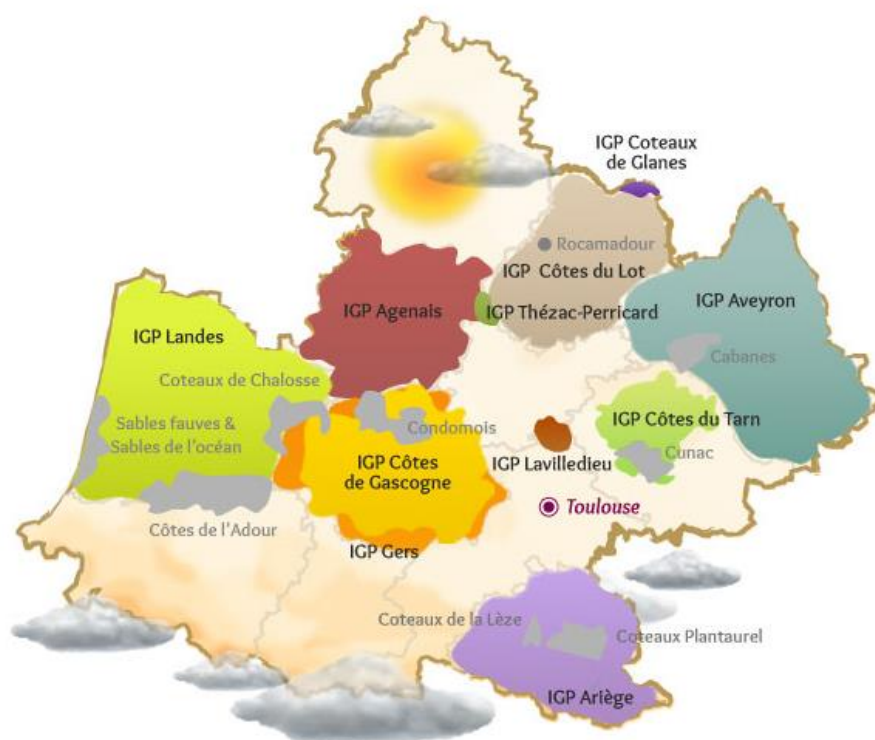 IGP Coteaux
de Glanes
Rocamadour
IGP Côtes du Lot
IGP Agenais
IGP Thézac-Perricard
IGP Aveyron
IGP Landes
Cabanes
Coteaux de Chalosse
Sables fauves &
Sables de l'océan
Condomois
IGP Côtes du Tarn
Cunac
IGP Côtes
de Gascogne
IGP Lavilledieu
Toulouse
Côtes de l'Adour
IGP Gers
Coteaux de la Lèze
Coteaux Plantaurel
IGP Ariège